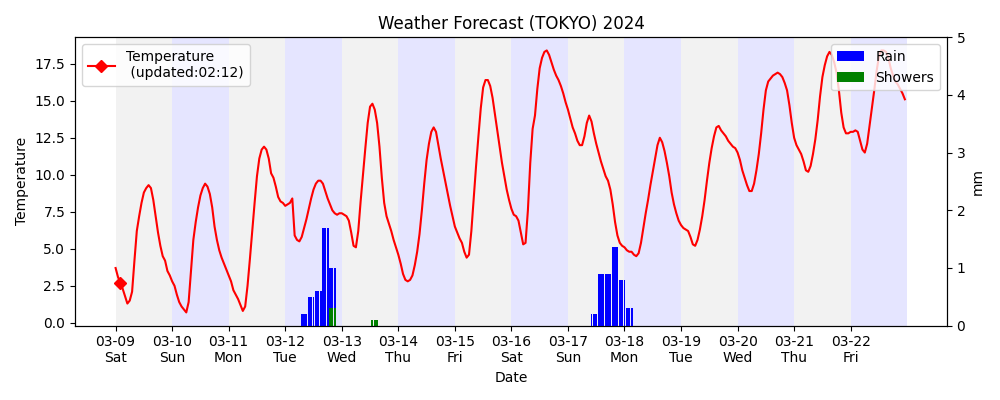 Weather Forecast (TOKYO) 2024
Temperature
(updated:02:12)
Rain
Showers
Temperature
17.5
15.0
12.5
10.0
7.5
5.0
2.5
0.0
5
4
3
2
1
0
mm
03-09 03-10 03-11 03-12 03-13 03-14 03-15 03-16 03-17 03-18 03-19 03-20 03-21 03-22
Sat Sun Mon Tue Wed Thu Fri Sat Sun Mon Tue Wed Thu Fri
Date